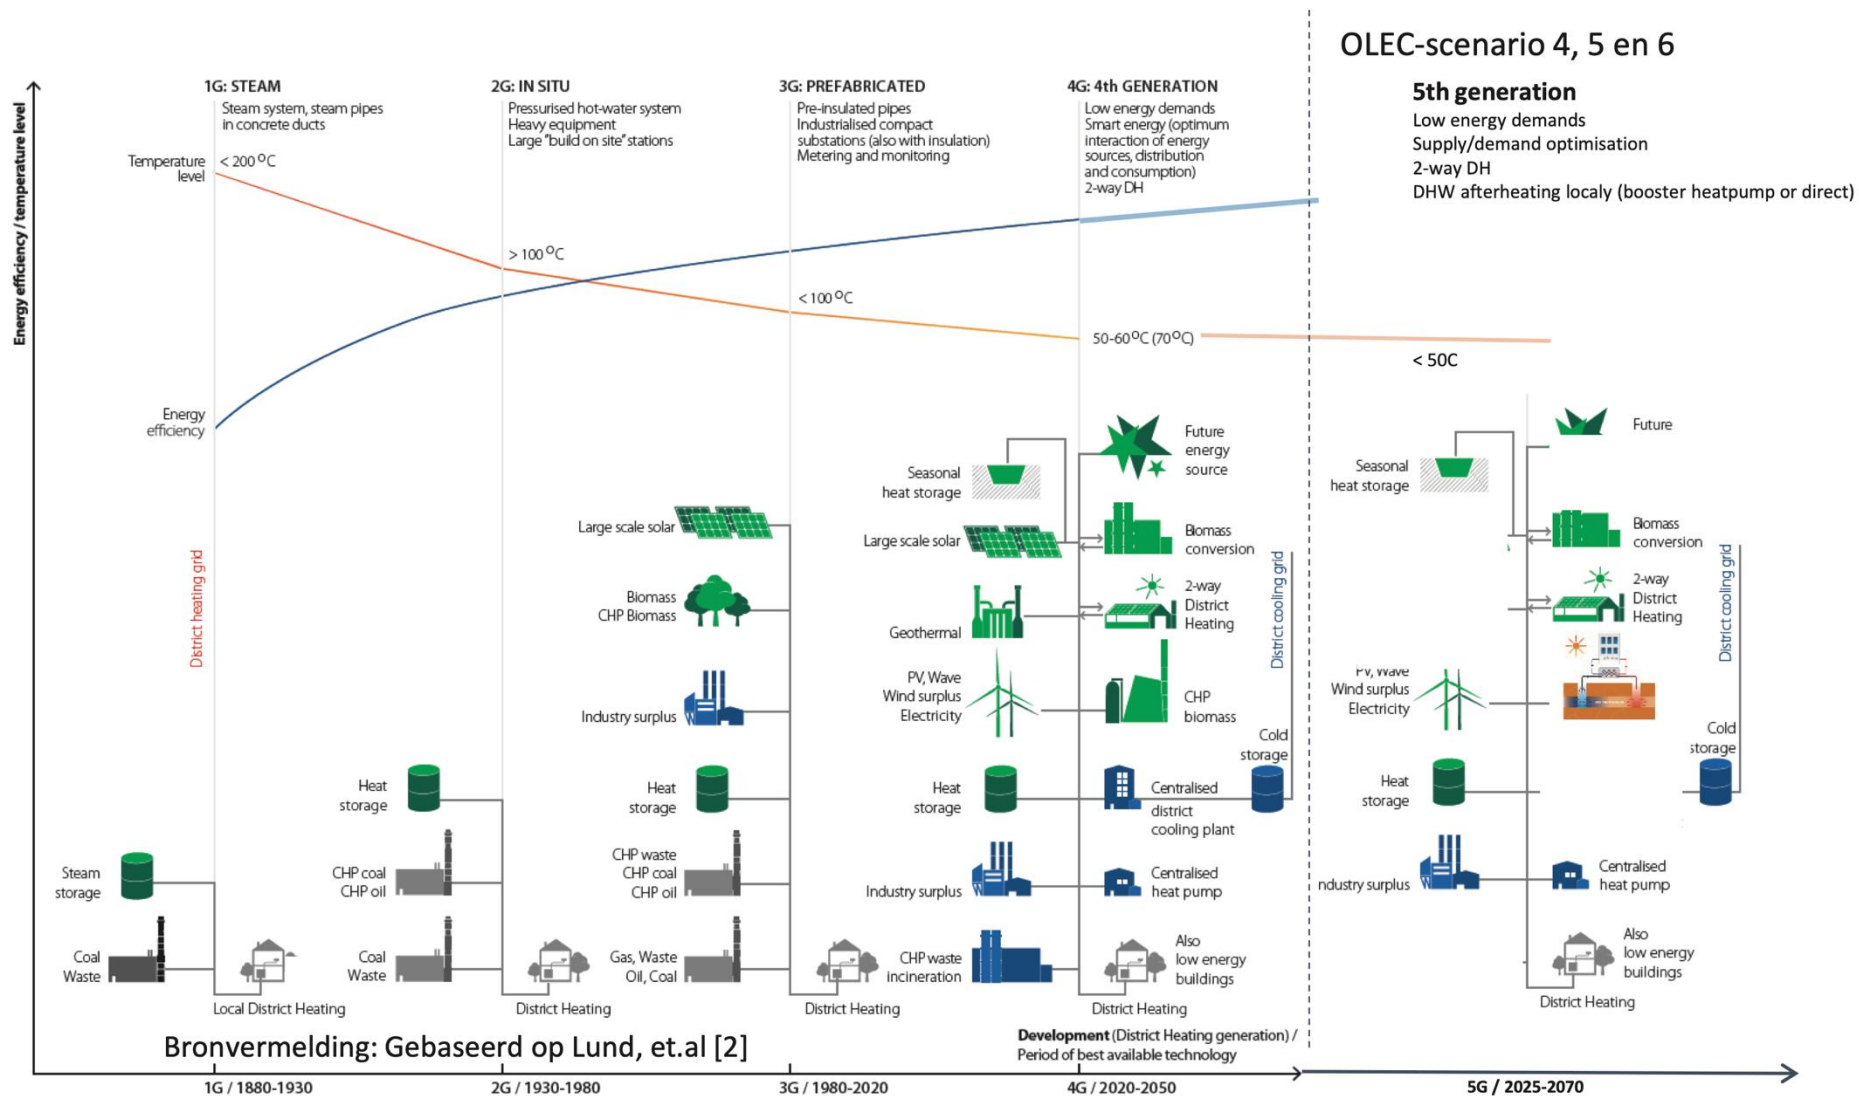 OLEC-scenario 4, 5 en 6
5th generation
Low energy demands
Supply/demand optimisation
2-way DH
DHW afterheating localy (booster heatpump or direct)
Energy efficiency / temperature level
1G: STEAM
Steam system, steam pipes
in concrete ducts
2G: IN SITU
Pressurised hot-water system
Heavy equipment
Large "build on site" stations
3G: PREFABRICATED
Pre-insulated pipes
Industrialised compact
substations (also with insulation)
Metering and monitoring
4G: 4th GENERATION
Low energy demands
Smart energy (optimum
interaction of energy
sources, distribution
and consumption)
2-way DH
Temperature
level
< 200 °C
> 100 °C
< 100 °C
50-60°C (70°C)
< 50C
Energy
efficiency
District heating grid
Steam
storage
Coal
Waste
Local District Heating
Heat
storage
CHP coal
CHP oil
Coal
Waste
District Heating
Large scale solar
Biomass
CHP Biomass
Industry surplus
Heat
storage
CHP waste
CHP coal
CHP oil
Gas, Waste
Oil, Coal
District Heating
Seasonal
heat storage
Large scale solar
Geothermal
PV, Wave
Wind surplus
Electricity
Heat
storage
Industry surplus
CHP waste
incineration
Future
energy
source
Biomass
conversion
2-way
District
Heating
CHP
biomass
Cold
storage
Centralised
district
cooling plant
Centralised
heat pump
Also
low energy
buildings
District Heating
District cooling grid
Seasonal
heat storage
PV, Wave
Wind surplus
Electricity
Heat
storage
ndustry surplus
Future
Biomass
conversion
2-way
District
Heating
District cooling grid
Cold
storage
Centralised
heat pump
Also
low energy
buildings
District Heating
Bronvermelding: Gebaseerd op Lund, et.al [2]
Development (District Heating generation) /
Period of best available technology
1G / 1880-1930
2G / 1930-1980
3G / 1980-2020
4G / 2020-2050
5G / 2025-2070